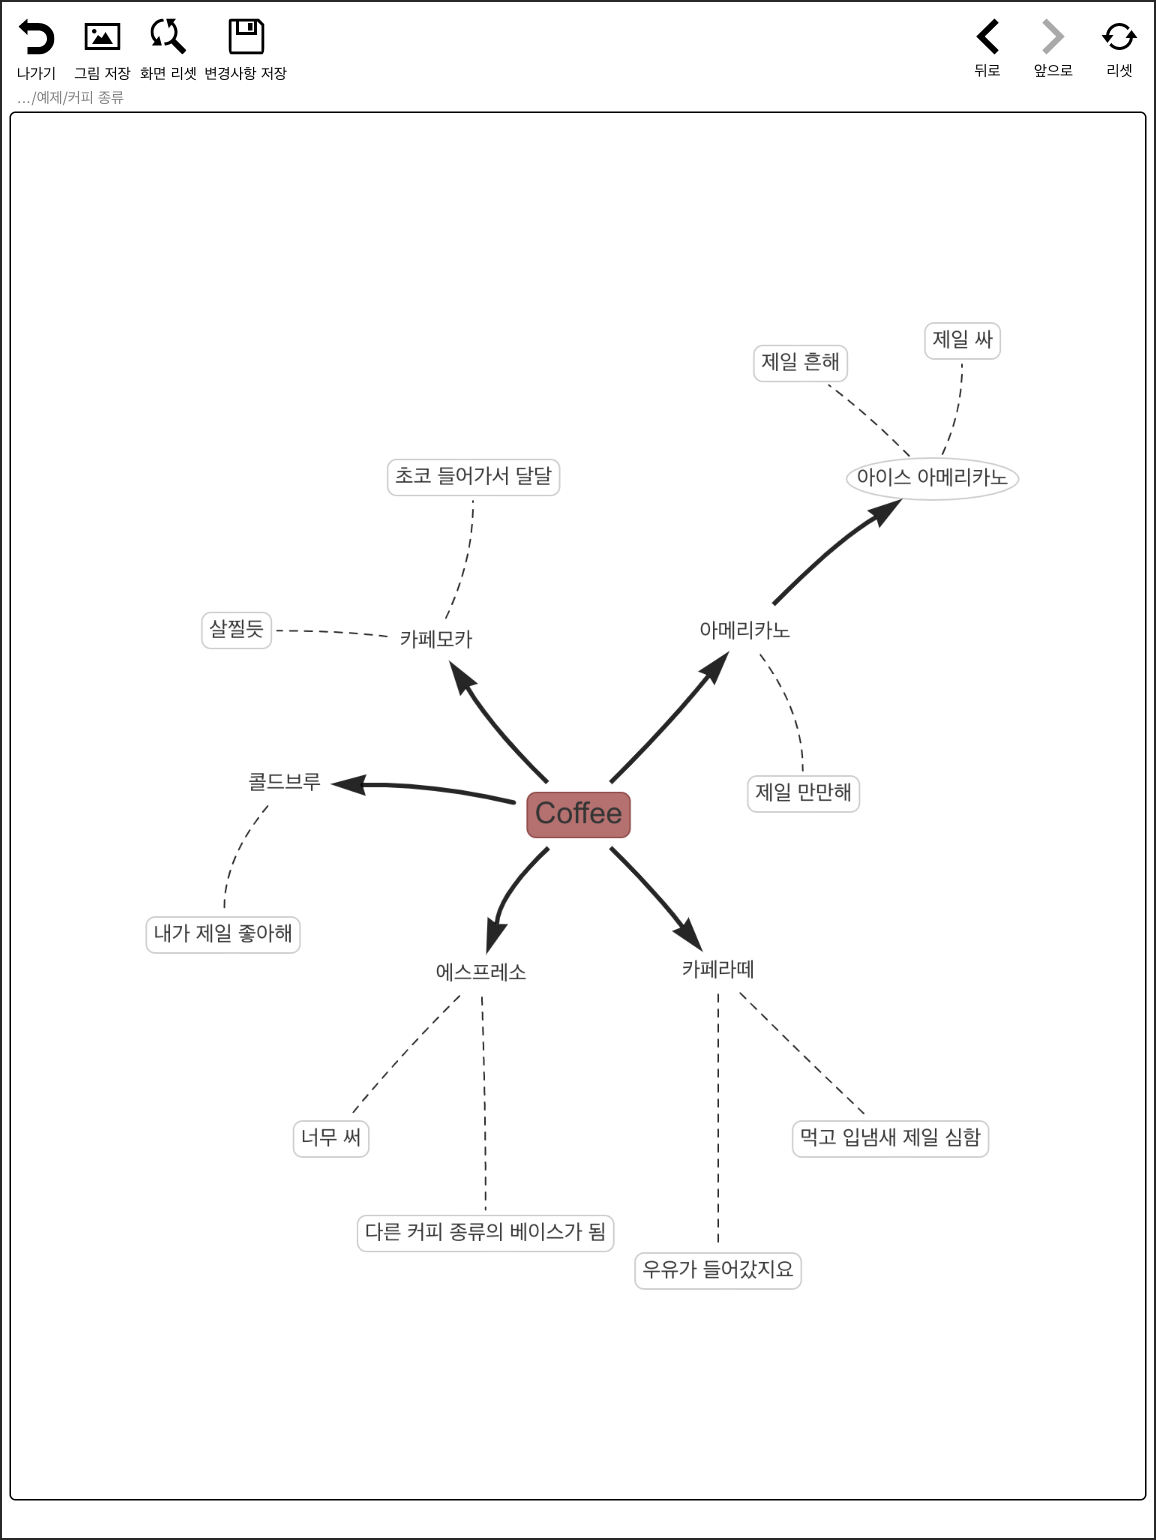 나가기
그림 저장
화면 리셋
변경사항 저장
뒤로
앞으로
리셋
.../예제/커피 종류
제일 싸
제일 흔해
초코 들어가서 달달
아이스 아메리카노
살찔듯
카페모카
아메리카노
콜드브루
제일 만만해
Coffee
내가 제일 좋아해
에스프레소
카페라떼
너무 써
먹고 입냄새 제일 심함
다른 커피 종류의 베이스가 됨
우유가 들어갔지요